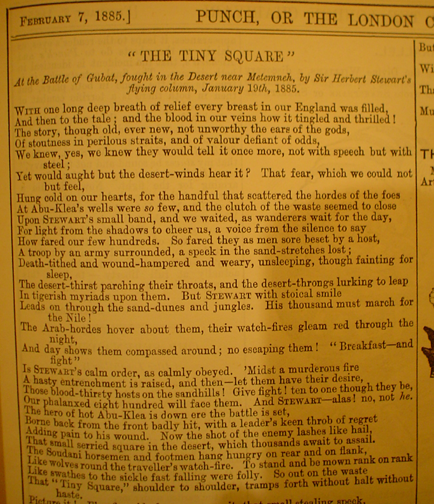 FEBRUARY 7, 1885.]
PUNCH, OR THE LONDON C
"THE TINY SQUARE"
At the Battle of Gubat, fought in the Desert near Metemneh, by Sir Herbert Stewart's
flying column, January 19th, 1885.
WITH one long deep breath of relief every breast in our England was filled,
And then to the tale; and the blood in our veins how it tingled and thrilled!
The story, though old, ever new, not unworthy the ears of the gods,
Of stoutness in perilous straits, and of valour defiant of odds,
We knew, yes, we knew they would tell it once more, not with speech but with
steel;
Yet would aught but the desert-winds hear it? That fear, which we could not
but feel,
Hung cold on our hearts, for the handful that scattered the hordes of the foes
At Abu-Klea's wells were so few, and the clutch of the waste seemed to close
Upon STEWART's small band, and we waited, as wanderers wait for the day,
For light from the shadows to cheer us, a voice from the silence to say
How fared our few hundreds. So fared they as men sore beset by a host,
A troop by an army surrounded, a speck in the sand-stretches lost;
Death-tithed and wound-hampered and weary, unsleeping, though fainting for
sleep,
The desert-thirst parching their throats, and the desert-throngs lurking to leap
In tigerish myriads upon them. But STEWART with stoical smile
Leads on through the sand-dunes and jungles. His thousand must march for
the Nile!
The Arab-hordes hover about them, their watch-fires gleam red through the
night,
And day shows them compassed around; no escaping them! "Breakfast—and
fight"
Is STEWART's calm order, as calmly obeyed. 'Midst a murderous fire
A hasty entrenchment is raised, and then—let them have their desire,
Those blood-thirsty hosts on the sandhills! Give fight! ten to one though they be,
Our phalanxed eight hundred will face them. And STEWART—alas! no, not he.
The hero of hot Abu-Klea is down ere the battle is set,
Borne back from the front badly hit, with a leader's keen throb of regret
Adding pain to his wound. Now the shot of the enemy lashes like hail,
That small serried square in the desert, which thousands await to assail.
The Soudani horsemen and footmen hang hungry on rear and on flank,
Like wolves round the traveller's watch-fire. To stand and be mown rank on rank
Like swathes to the sickle fast falling were folly. So out on the waste
That "Tiny Square," shoulder to shoulder, tramps forth without halt without
haste.
But
Wi
Tha
Mu
TH
Ar